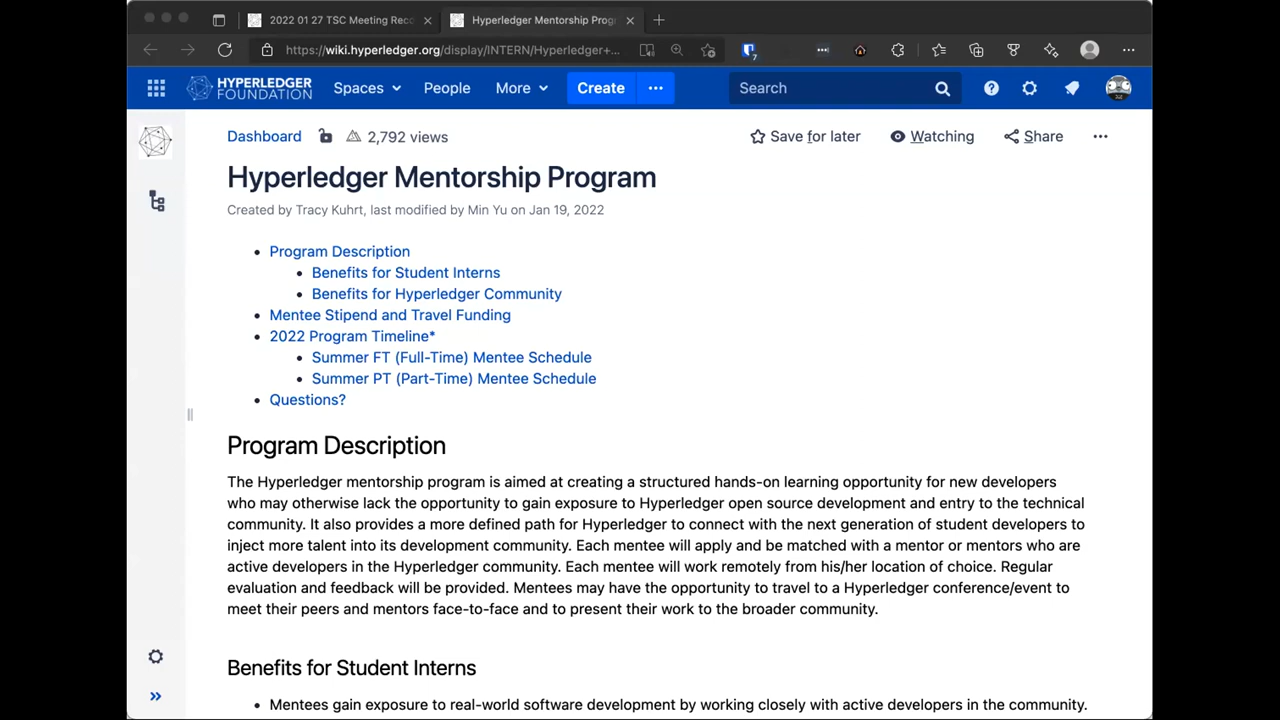 2022 01 27 TSC Meeting Reco
Hyperledger Mentorship Prog
https://wiki.hyperledger.org/display/INTERN/Hyperledger+...
7
HYPERLEDGER
FOUNDATION
Spaces
People
More
Create
Search
Dashboard
2,792 views
Save for later
Watching
Share
Hyperledger Mentorship Program
Created by Tracy Kuhrt, last modified by Min Yu on Jan 19, 2022
• Program Description
• Benefits for Student Interns
• Benefits for Hyperledger Community
• Mentee Stipend and Travel Funding
• 2022 Program Timeline*
• Summer FT (Full-Time) Mentee Schedule
• Summer PT (Part-Time) Mentee Schedule
• Questions?
Program Description
The Hyperledger mentorship program is aimed at creating a structured hands-on learning opportunity for new developers
who may otherwise lack the opportunity to gain exposure to Hyperledger open source development and entry to the technical
community. It also provides a more defined path for Hyperledger to connect with the next generation of student developers to
inject more talent into its development community. Each mentee will apply and be matched with a mentor or mentors who are
active developers in the Hyperledger community. Each mentee will work remotely from his/her location of choice. Regular
evaluation and feedback will be provided. Mentees may have the opportunity to travel to a Hyperledger conference/event to
meet their peers and mentors face-to-face and to present their work to the broader community.
Benefits for Student Interns
• Mentees gain exposure to real-world software development by working closely with active developers in the community.